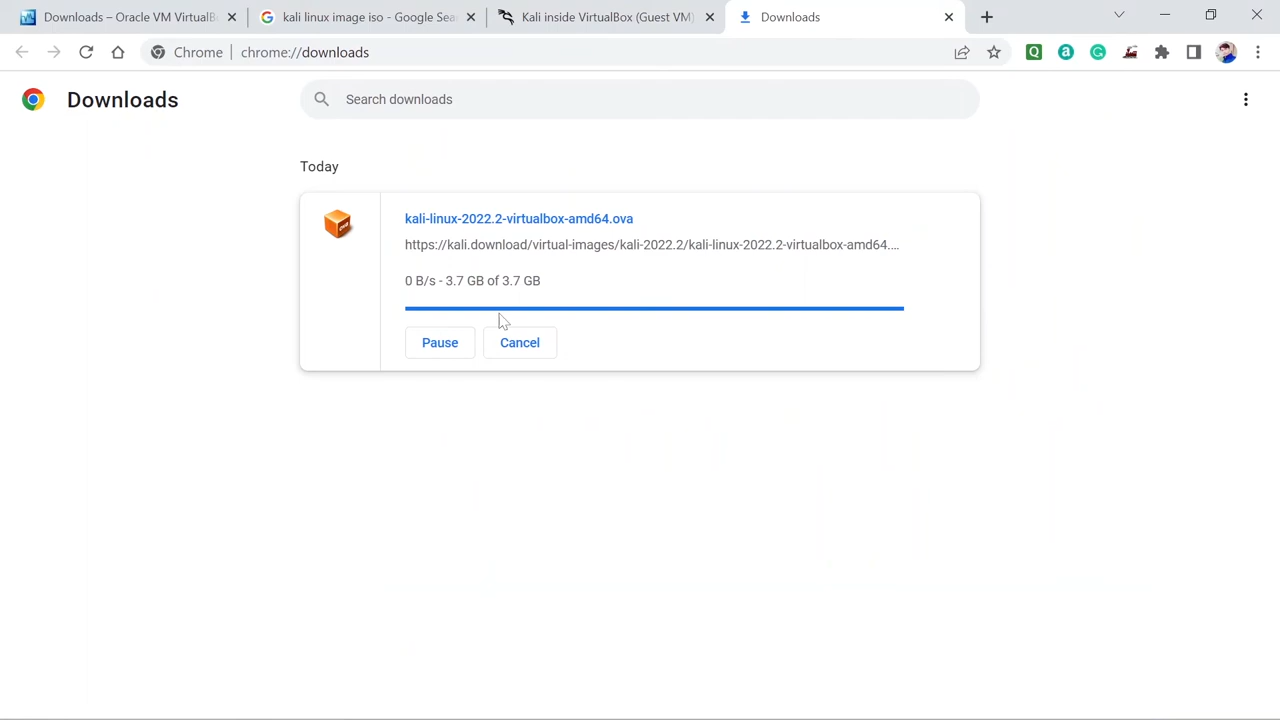 Downloads – Oracle VM VirtualB
kali linux image iso - Google Sea
Kali inside VirtualBox (Guest VM)
Downloads
Chrome
chrome://downloads
Downloads
Search downloads
Today
kali-linux-2022.2-virtualbox-amd64.ova
https://kali.download/virtual-images/kali-2022.2/kali-linux-2022.2-virtualbox-amd64....
0 B/s - 3.7 GB of 3.7 GB
Pause
Cancel